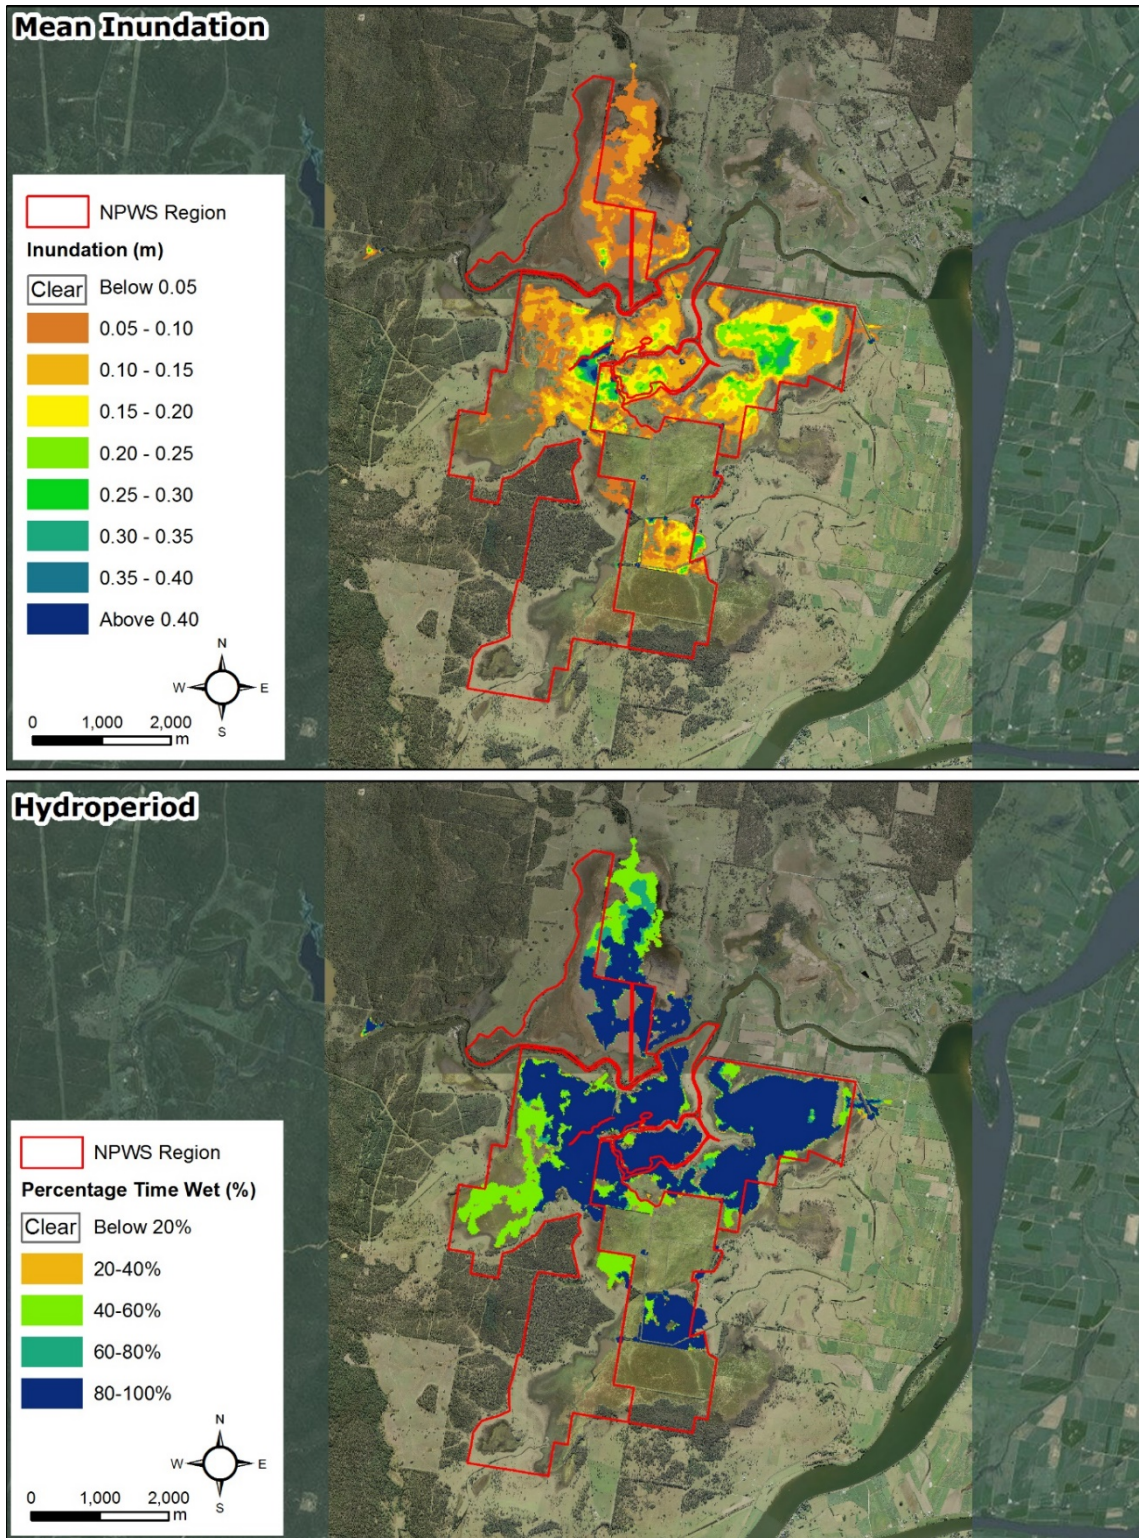 Mean Inundation
NPWS Region
Inundation (m)
Clear Below 0.05
0.05 - 0.10
0.10 - 0.15
0.15 - 0.20
0.20 - 0.25
0.25 - 0.30
0.30 - 0.35
0.35 - 0.40
Above 0.40
N
W E
S
0 1,000 2,000
m
Hydroperiod
NPWS Region
Percentage Time Wet (%)
Clear Below 20%
20-40%
40-60%
60-80%
80-100%
N
W E
S
0 1,000 2,000
m